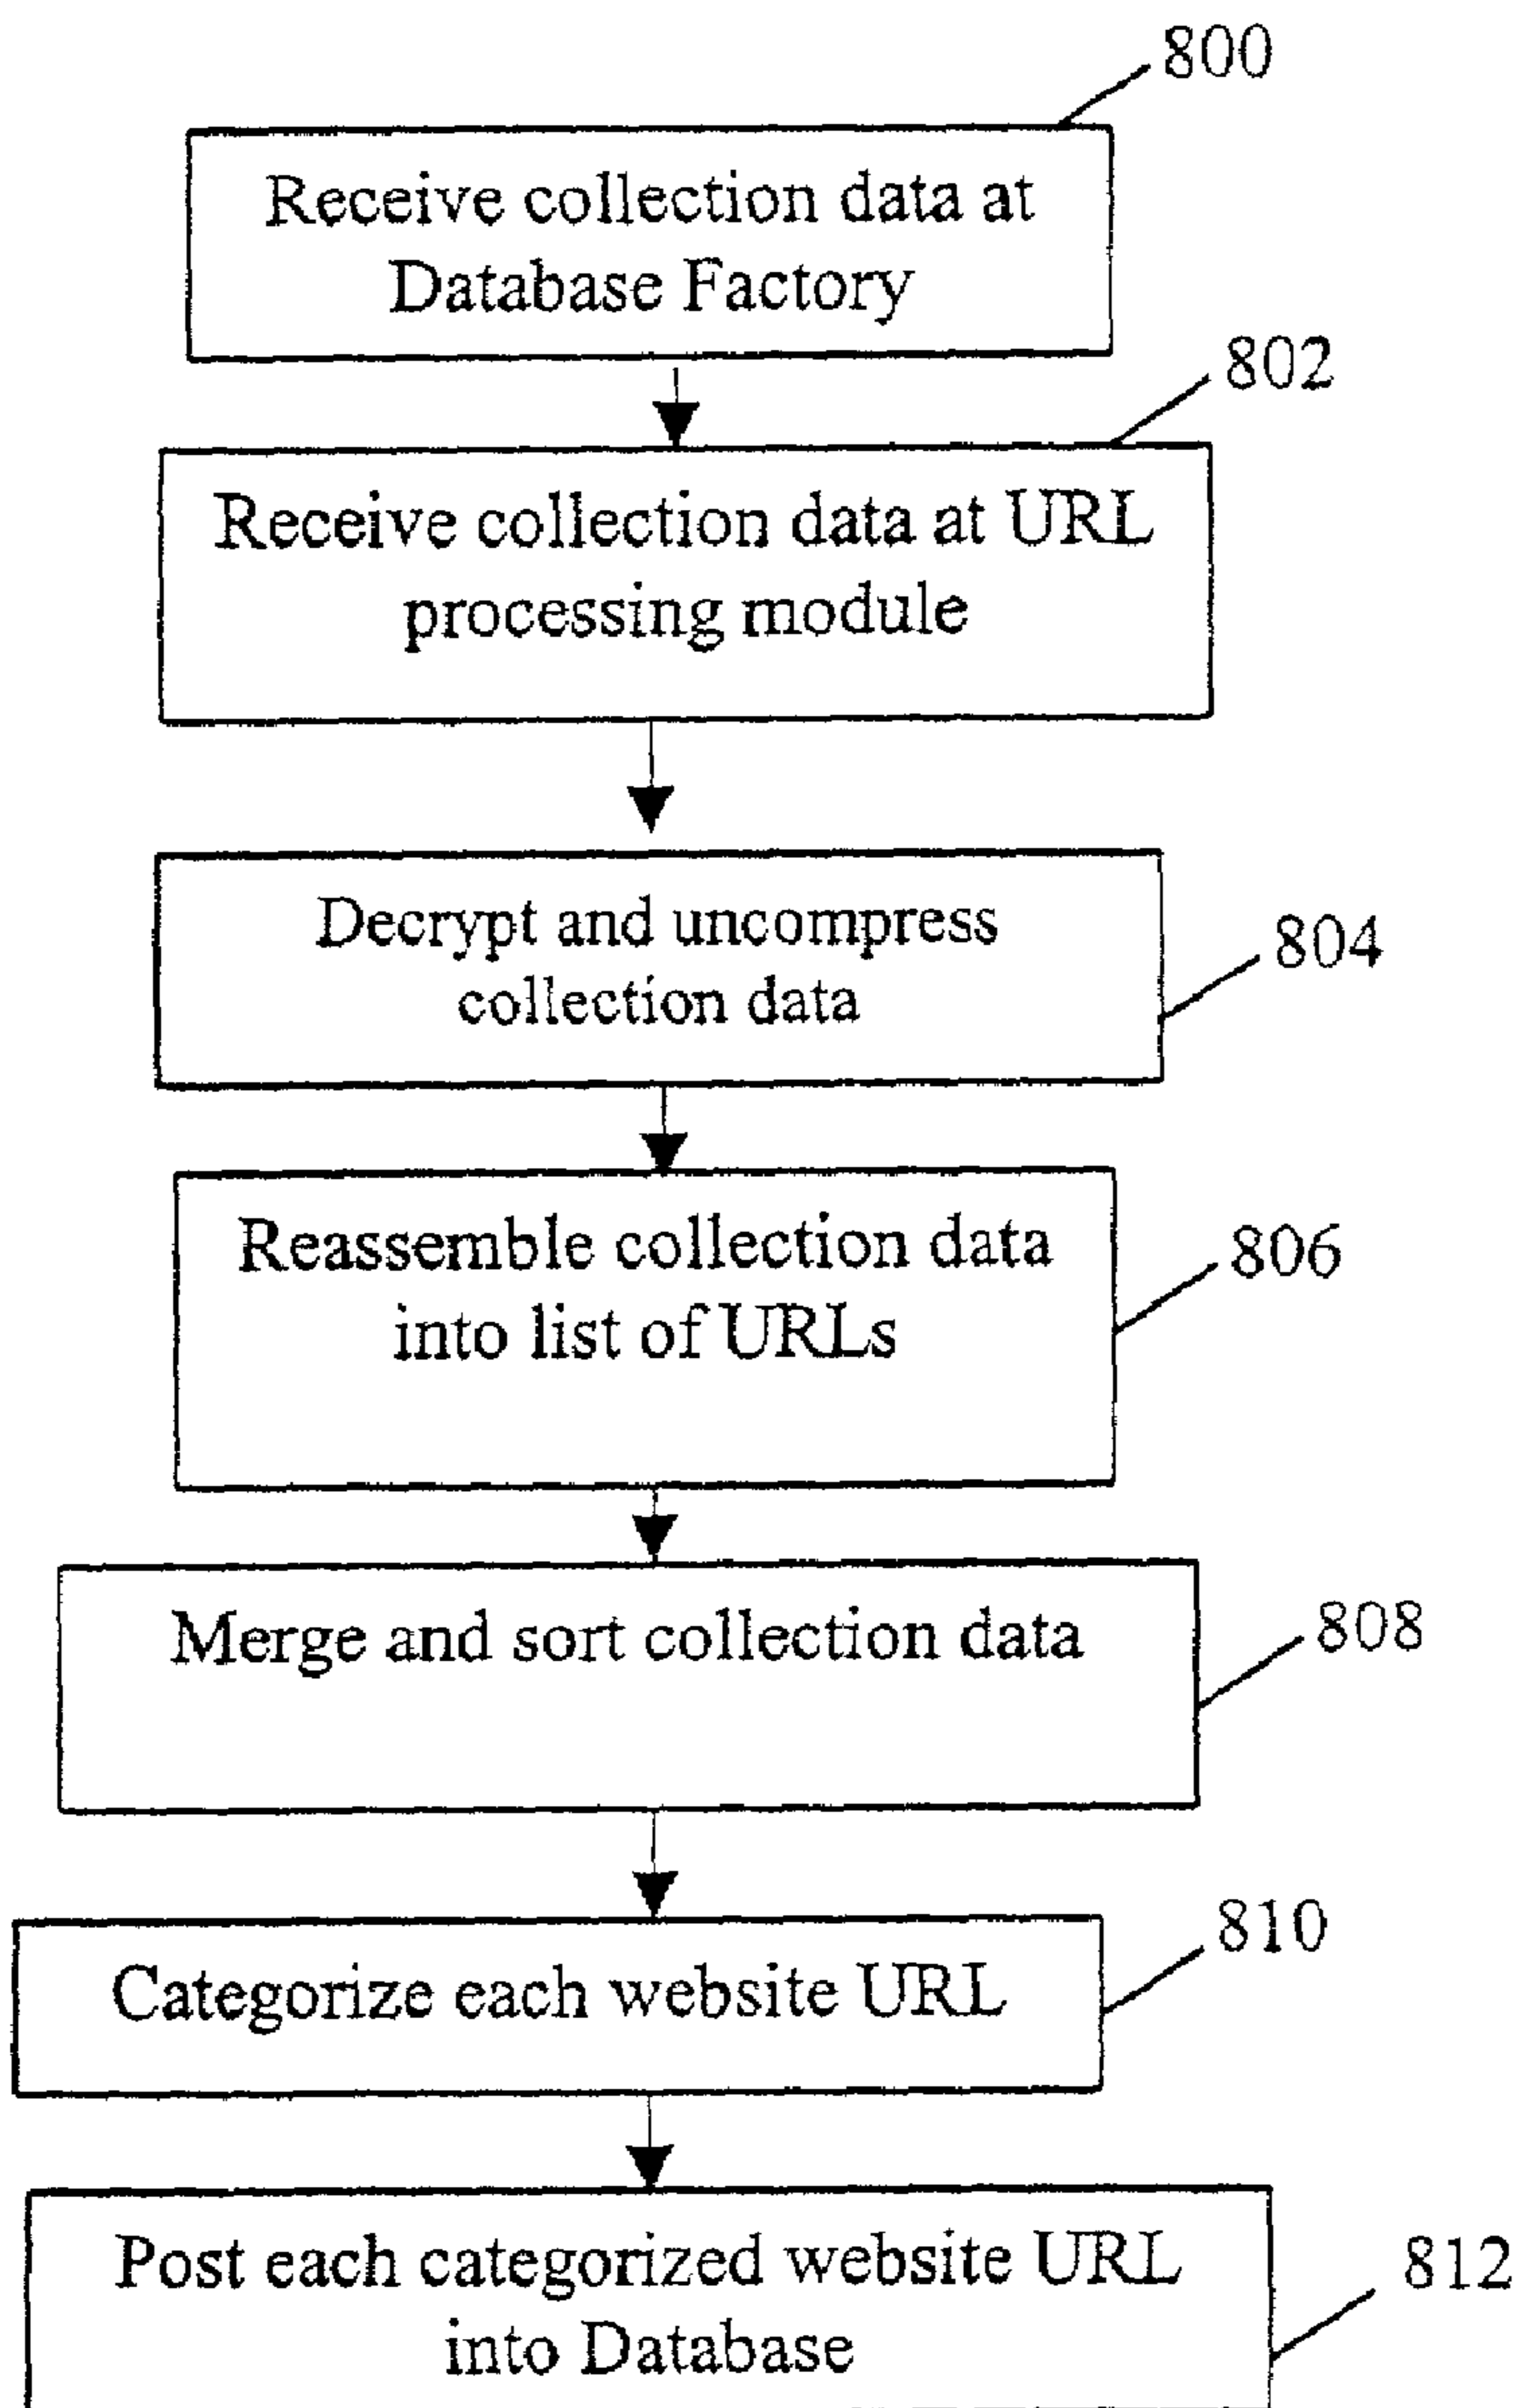 800
Receive collection data at
Database Factory
802
Receive collection data at URL
processing module
Decrypt and uncompress
collection data
804
Reassemble collection data
into list of URLs
806
Merge and sort collection data
808
810
Categorize each website URL
Post each categorized website URL
into Database
812